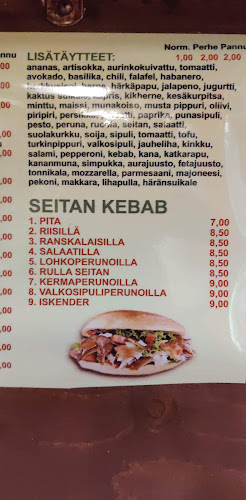 Norm. Perhe Pannu
LISÄTÄYTTEET: 1,00 2,00 2,00
ananas, artisokka, aurinkokuivattu, tomaatti,
avokado, basilika, chili, falafel, habanero,
herne, härkäpapu, jalapeno, jugurtti,
kaktus kapris, kikherne, kesäkurpitsa,
minttu, maissi, munakoiso, musta pippuri, oliivi,
piripiri, paprika, punasipuli,
pesto, peruna, rucola, seitan, salaatti,
suolakurkku, soija, sipuli, tomaatti, tofu,
turkinpippuri, valkosipuli, jauheliha, kinkku,
salami, pepperoni, kebab, kana, katkarapu,
kananmuna, simpukka, aurajuusto, fetajuusto,
tonnikala, mozzarella, parmesaani, majoneesi,
pekoni, makkara, lihapulla, häränsuikale
SEITAN KEBAB
1. PITA 7,00
2. RIISILLÄ 8,50
3. RANSKALAISILLA 8,50
4. SALAATILLA 8,50
5. LOHKOPERUNOILLA 8,50
6. RULLA SEITAN 8,50
7. KERMAPERUNOILLA 9,00
8. VALKOSIPULIPERUNOILLA 9,00
9. ISKENDER 9,00